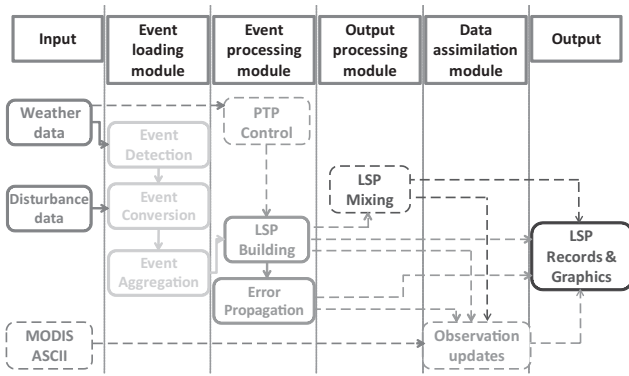 Input
Event
loading
module
Event
processing
module
Output
processing
module
Data
assimilation
module
Output
Weather
data
PTP
Control
Event
Detection
LSP
Mixing
Disturbance
data
Event
Conversion
LSP
Building
LSP
Records &
Graphics
Event
Aggregation
Error
Propagation
MODIS
ASCII
Observation
updates